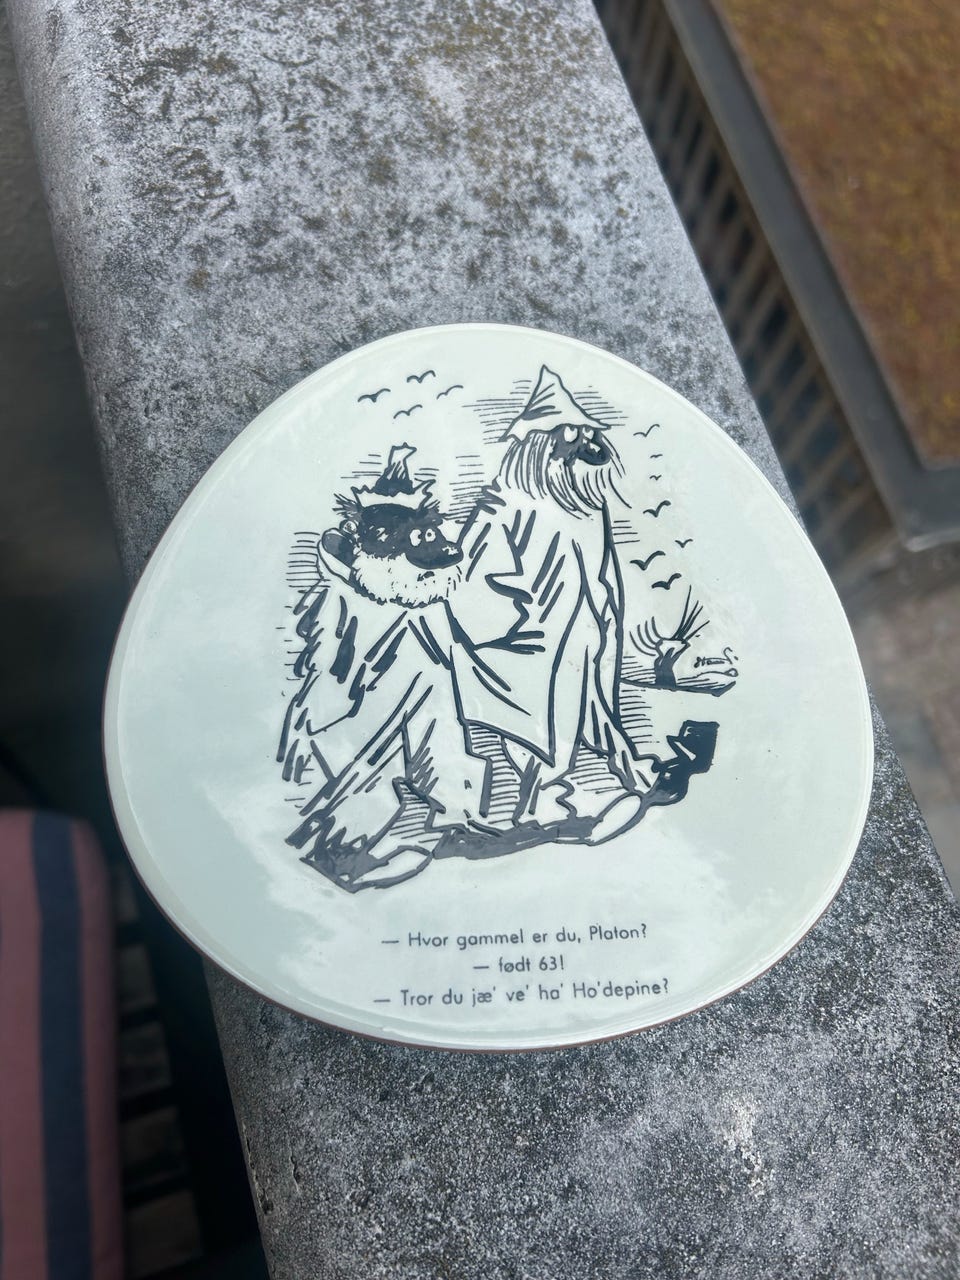 — Hvor gammel er du, Platon?
— født 63!
— Tror du jæ' ve' ha' Ho'depine?